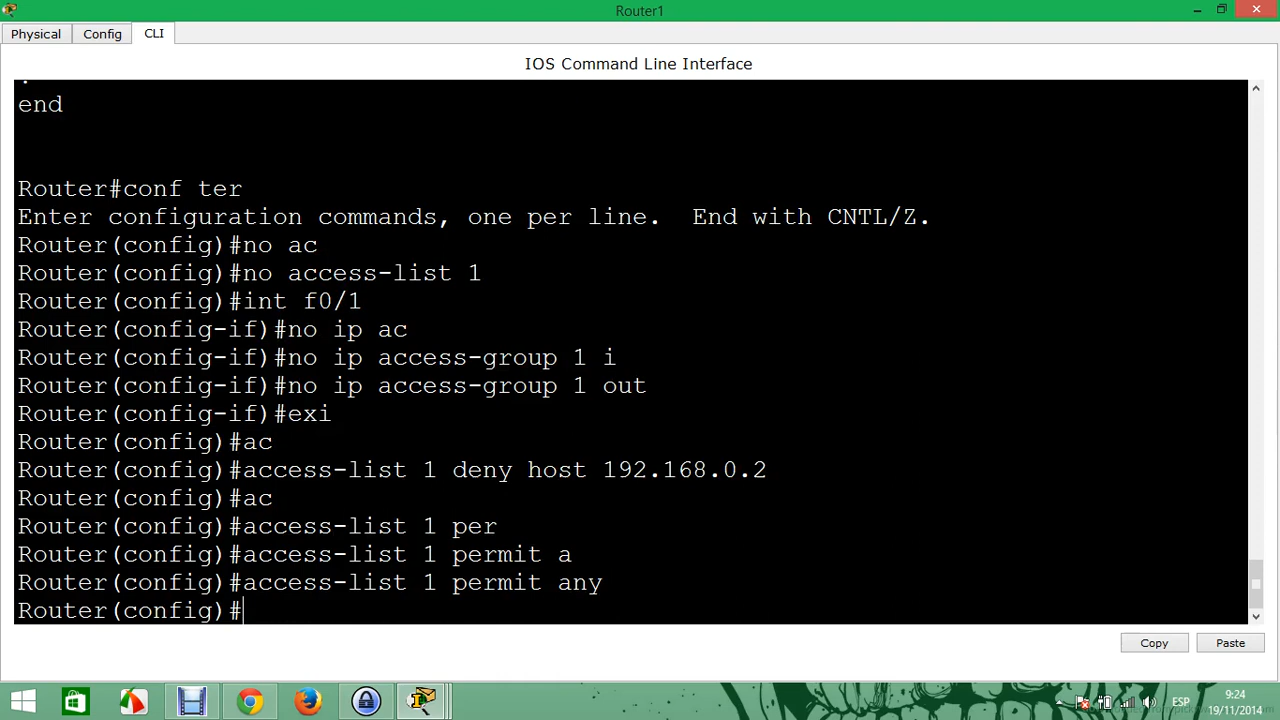 Router1
Physical
Config
CLI
IOS Command Line Interface
end
Router#conf ter
Enter configuration commands, one per line.  End with CNTL/Z.
Router(config)#no ac
Router(config)#no access-list 1
Router(config)#int f0/1
Router(config-if)#no ip ac
Router(config-if)#no ip access-group 1 i
Router(config-if)#no ip access-group 1 out
Router(config-if)#exi
Router(config)#ac
Router(config)#access-list 1 deny host 192.168.0.2
Router(config)#ac
Router(config)#access-list 1 per
Router(config)#access-list 1 permit a
Router(config)#access-list 1 permit any
Router(config)#
Copy
Paste
ESP
9:24
19/11/2014